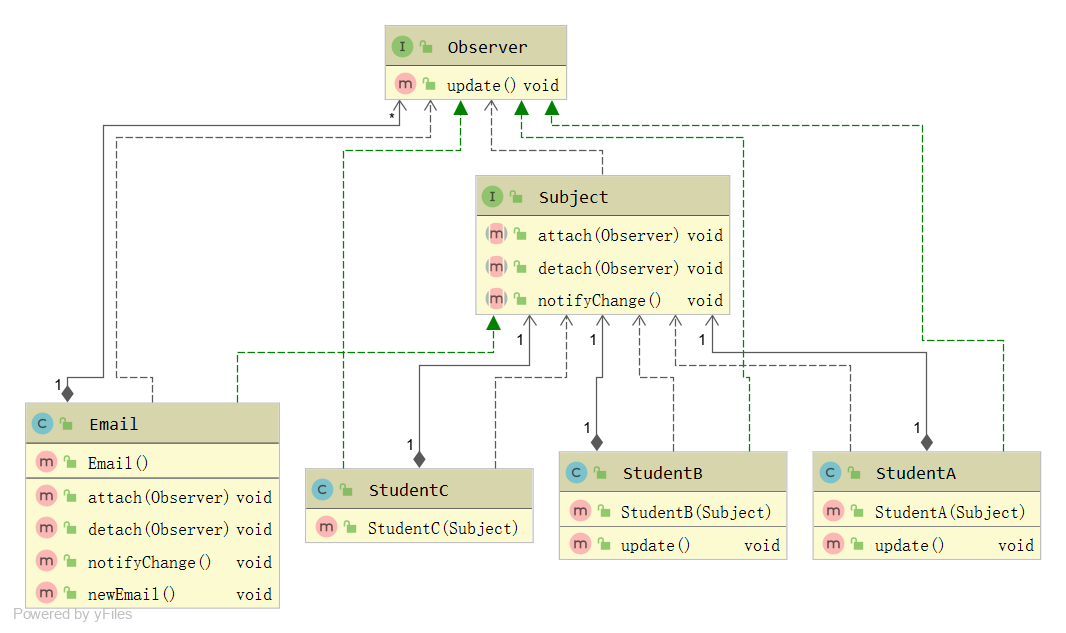 I Observer
m update() void
*
I Subject
m attach(Observer) void
m detach(Observer) void
m notifyChange() void
1 1 1
1 1 1 1
C Email
m Email()
m attach(Observer) void
m detach(Observer) void
m notifyChange() void
m newEmail() void
C StudentC
m StudentC(Subject)
C StudentB
m StudentB(Subject)
m update() void
C StudentA
m StudentA(Subject)
m update() void
Powered by yFiles